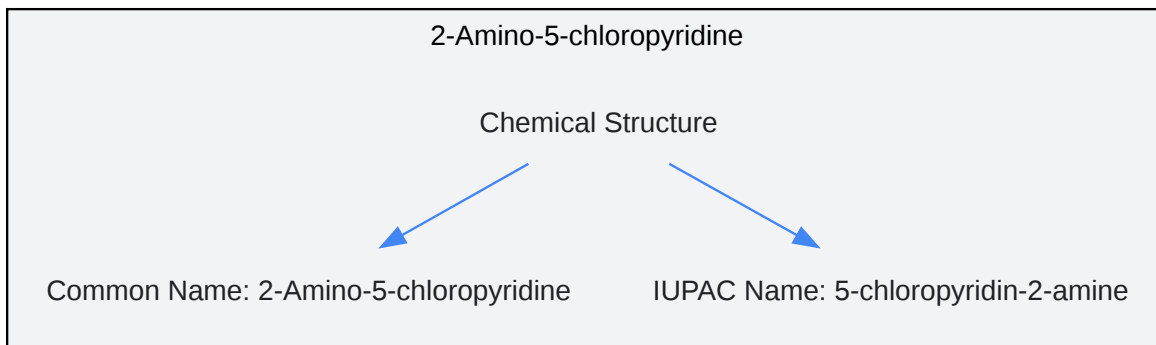 2-Amino-5-chloropyridine
Chemical Structure
Common Name: 2-Amino-5-chloropyridine
IUPAC Name: 5-chloropyridin-2-amine